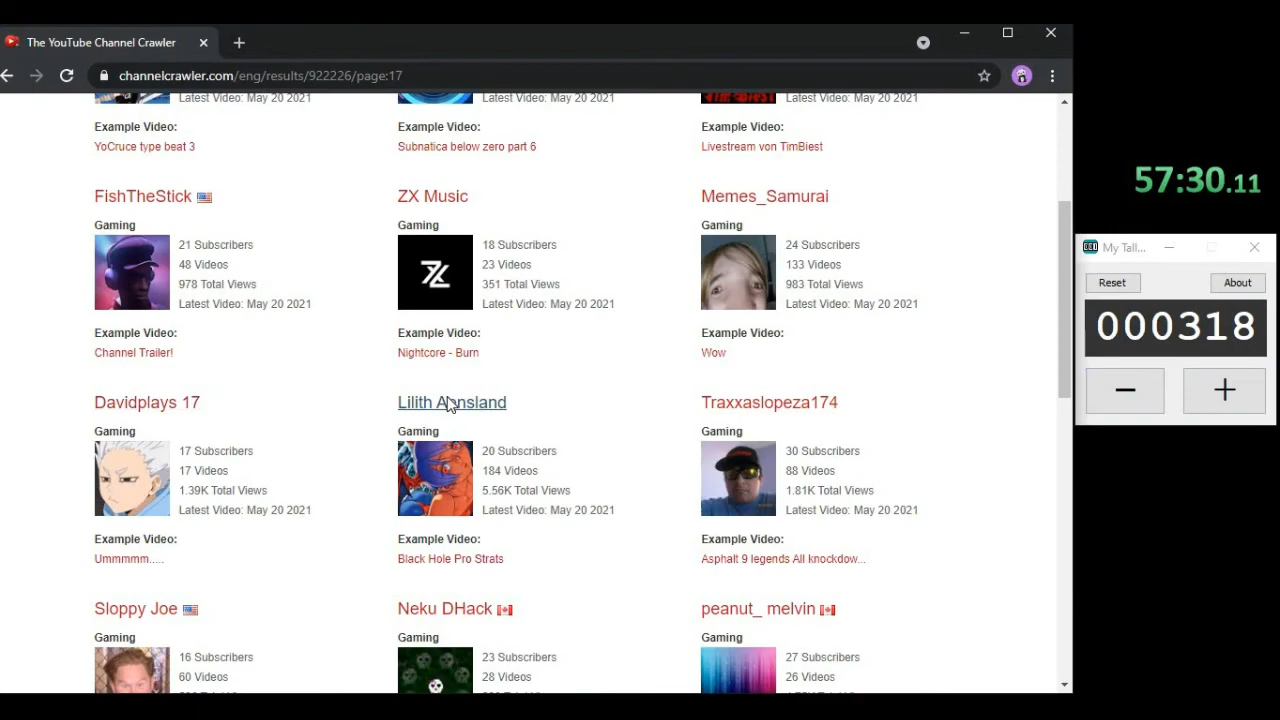 The YouTube Channel Crawler
channelcrawler.com/eng/results/922226/page:17
Latest Video: May 20 2021 Latest Video: May 20 2021 Latest Video: May 20 2021
Example Video: Example Video: Example Video:
YoCruce type beat 3 Subnatica below zero part 6 Livestream von TimBiest
57:30.11
FishTheStick ZX Music Memes_Samurai
Gaming Gaming Gaming
21 Subscribers 18 Subscribers 24 Subscribers
48 Videos 23 Videos 133 Videos
978 Total Views 351 Total Views 983 Total Views
Latest Video: May 20 2021 Latest Video: May 20 2021 Latest Video: May 20 2021
Example Video: Example Video: Example Video:
Channel Trailer! Nightcore - Burn Wow
My Tall...
Reset About
000318
− +
Davidplays 17 Lilith Aensland Traxxaslopeza174
Gaming Gaming Gaming
17 Subscribers 20 Subscribers 30 Subscribers
17 Videos 184 Videos 88 Videos
1.39K Total Views 5.56K Total Views 1.81K Total Views
Latest Video: May 20 2021 Latest Video: May 20 2021 Latest Video: May 20 2021
Example Video: Example Video: Example Video:
Ummmmm..... Black Hole Pro Strats Asphalt 9 legends All knockdow...
Sloppy Joe Neku DHack peanut_ melvin
Gaming Gaming Gaming
16 Subscribers 23 Subscribers 27 Subscribers
60 Videos 28 Videos 26 Videos